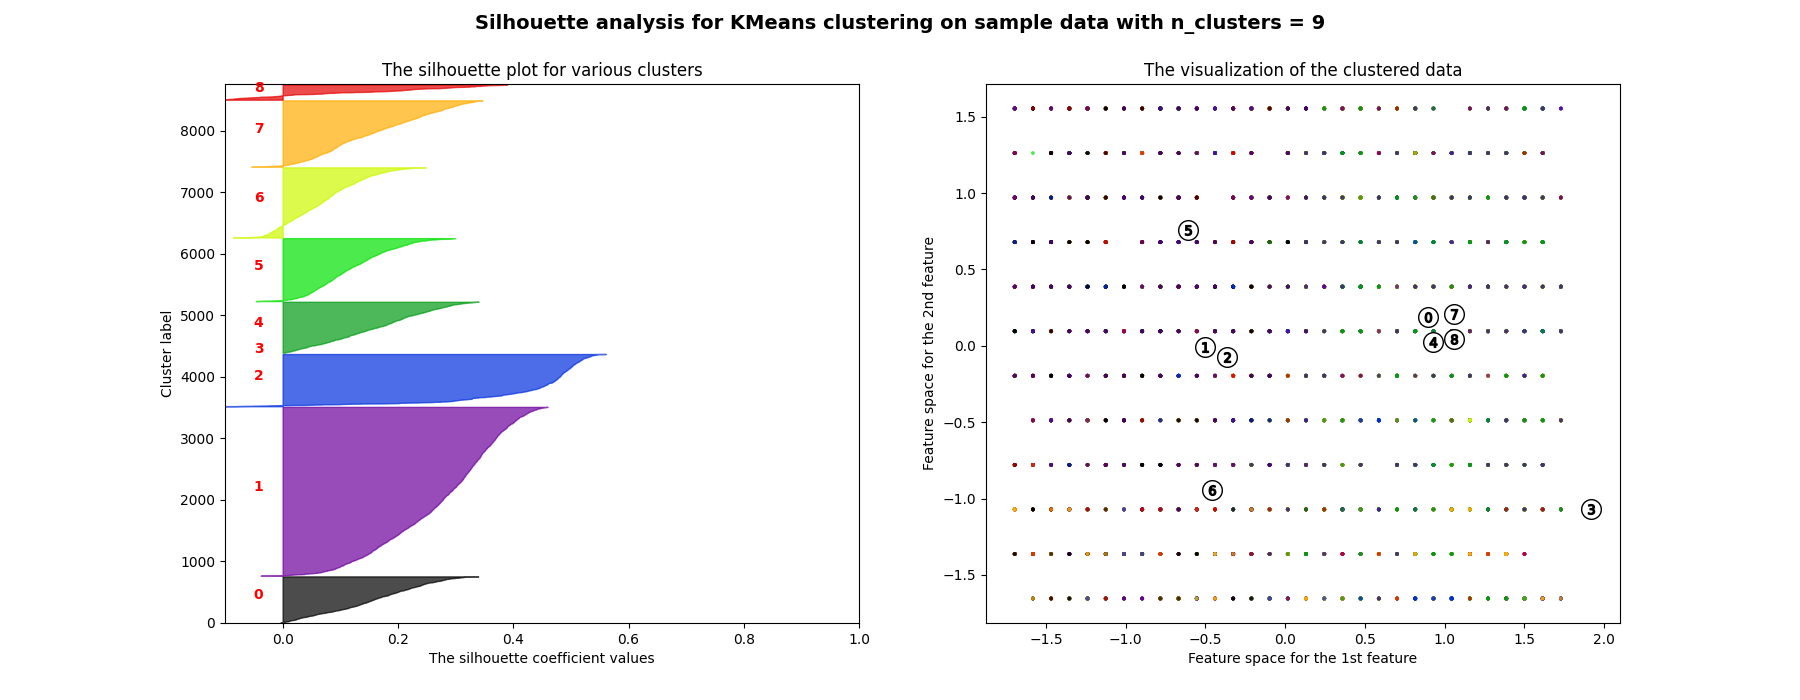 Silhouette analysis for KMeans clustering on sample data with n_clusters = 9
The silhouette plot for various clusters
8
7
6
5
4
3
2
1
0
8000
7000
6000
5000
4000
3000
2000
1000
0
Cluster label
0.0 0.2 0.4 0.6 0.8 1.0
The silhouette coefficient values
The visualization of the clustered data
1.5
1.0
0.5
0.0
−0.5
−1.0
−1.5
Feature space for the 2nd feature
5
0 7
1 2 4 8
6
3
−1.5 −1.0 −0.5 0.0 0.5 1.0 1.5 2.0
Feature space for the 1st feature